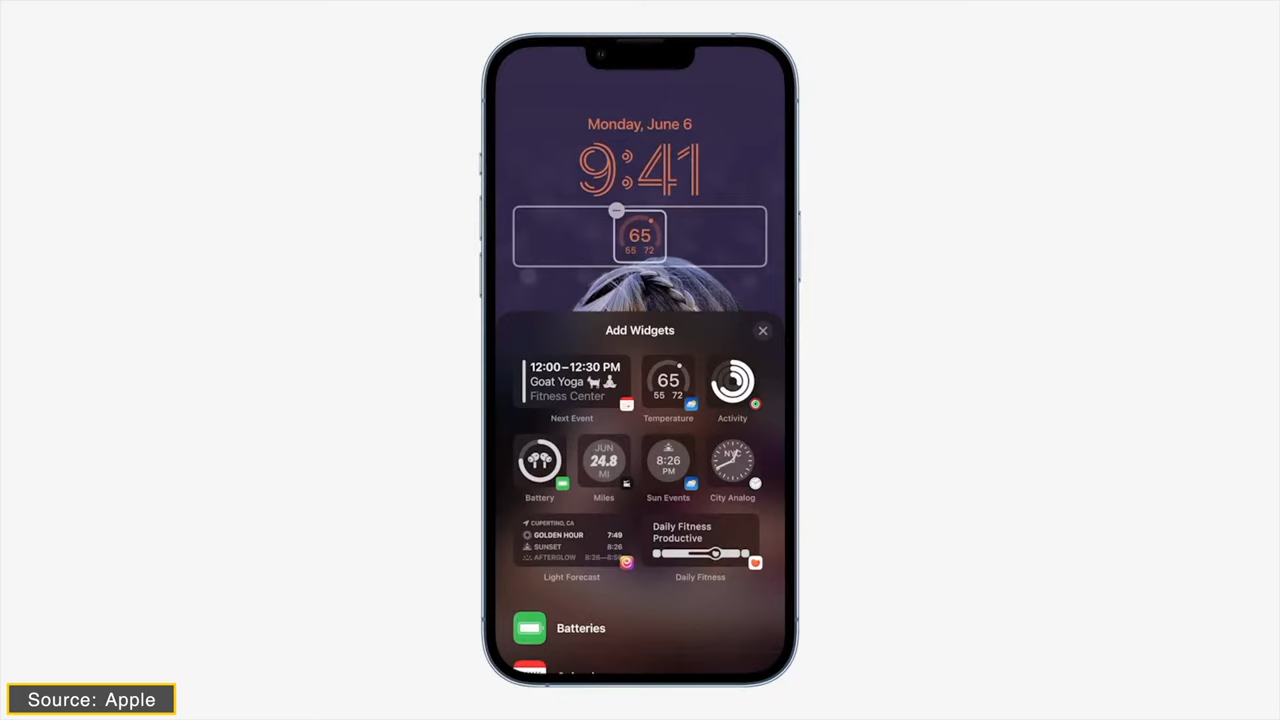 Monday, June 6
9:41
65
55 72
Add Widgets
12:00–12:30 PM
Goat Yoga
Fitness Center
Next Event
65
55 72
Temperature
Activity
Battery
JUN
24.8
MI
Miles
8:26
PM
Sun Events
NYC
City Analog
CUPERTINO, CA
GOLDEN HOUR 7:49
SUNSET 8:26
AFTERGLOW
Light Forecast
Daily Fitness
Productive
Daily Fitness
Batteries
Source: Apple